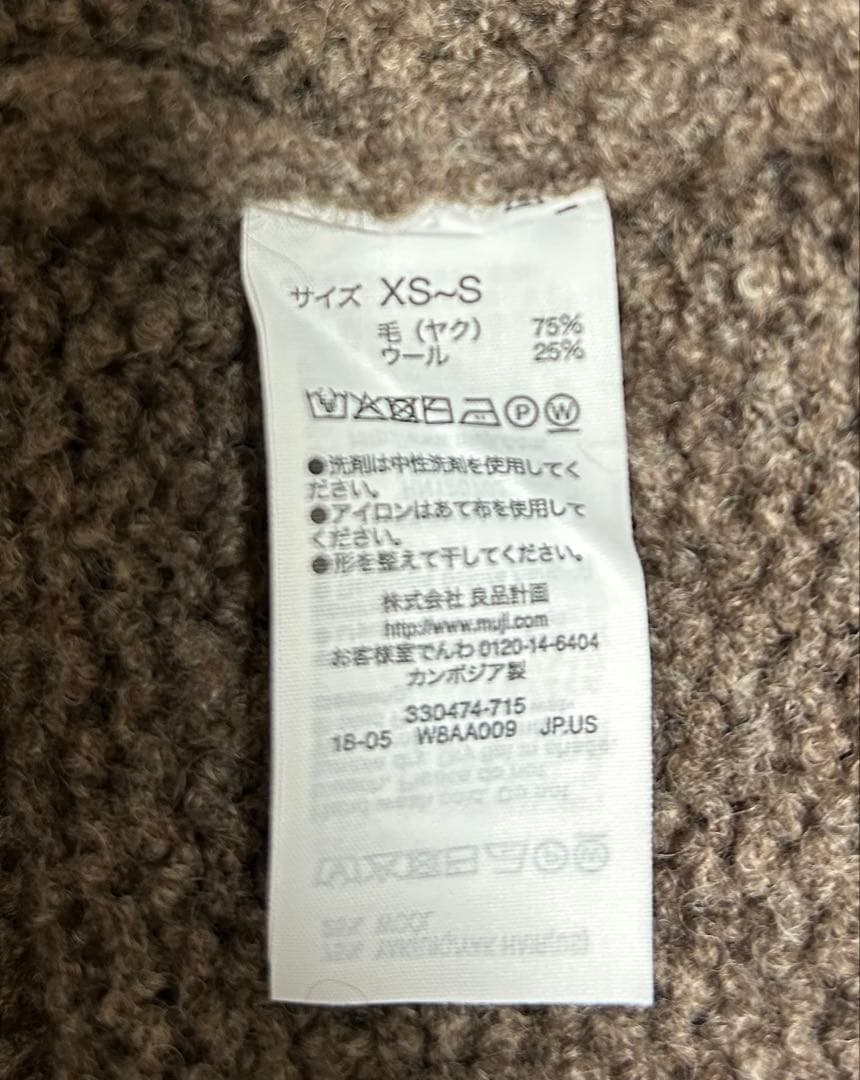 サイズ XS~S
毛（ヤク） 75%
ウール 25%
P W
●洗剤は中性洗剤を使用してく
ださい。
●アイロンはあて布を使用して
ください。
●形を整えて干してください。
株式会社 良品計画
http://www.muji.com
お客様室でんわ 0120-14-6404
カンボジア製
330474-715
18-05 W8AA009 JP.US